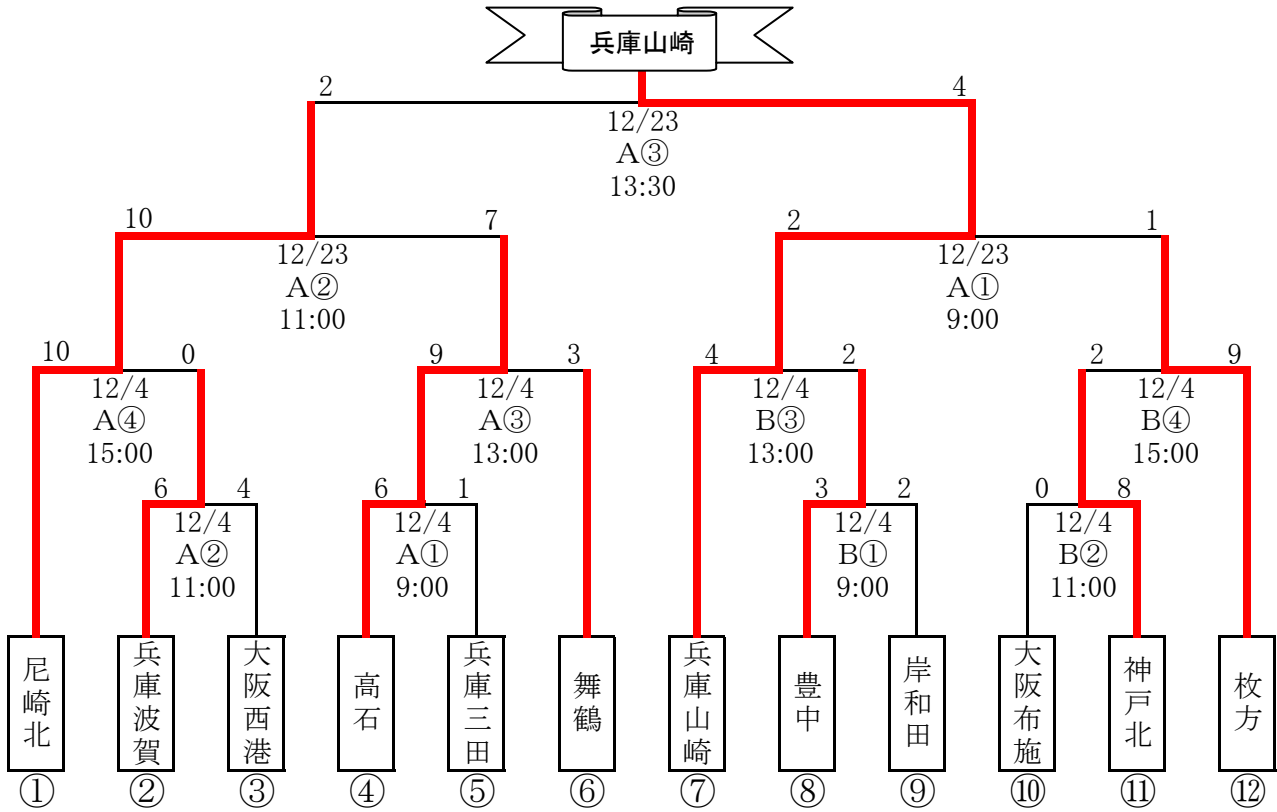 兵庫山崎
2 4
12/23
A③
13:30
10 7 2 1
12/23 12/23
A② A①
11:00 9:00
10 0 9 3 4 2 2 9
12/4 12/4 12/4 12/4
A④ A③ B③ B④
15:00 13:00 13:00 15:00
6 4 6 1 3 2 0 8
12/4 12/4 12/4 12/4
A② A① B① B②
11:00 9:00 9:00 11:00
尼崎北
兵庫波賀
大阪西港
高石
兵庫三田
舞鶴
兵庫山崎
豊中
岸和田
大阪布施
神戸北
枚方
① ② ③ ④ ⑤ ⑥ ⑦ ⑧ ⑨ ⑩ ⑪ ⑫